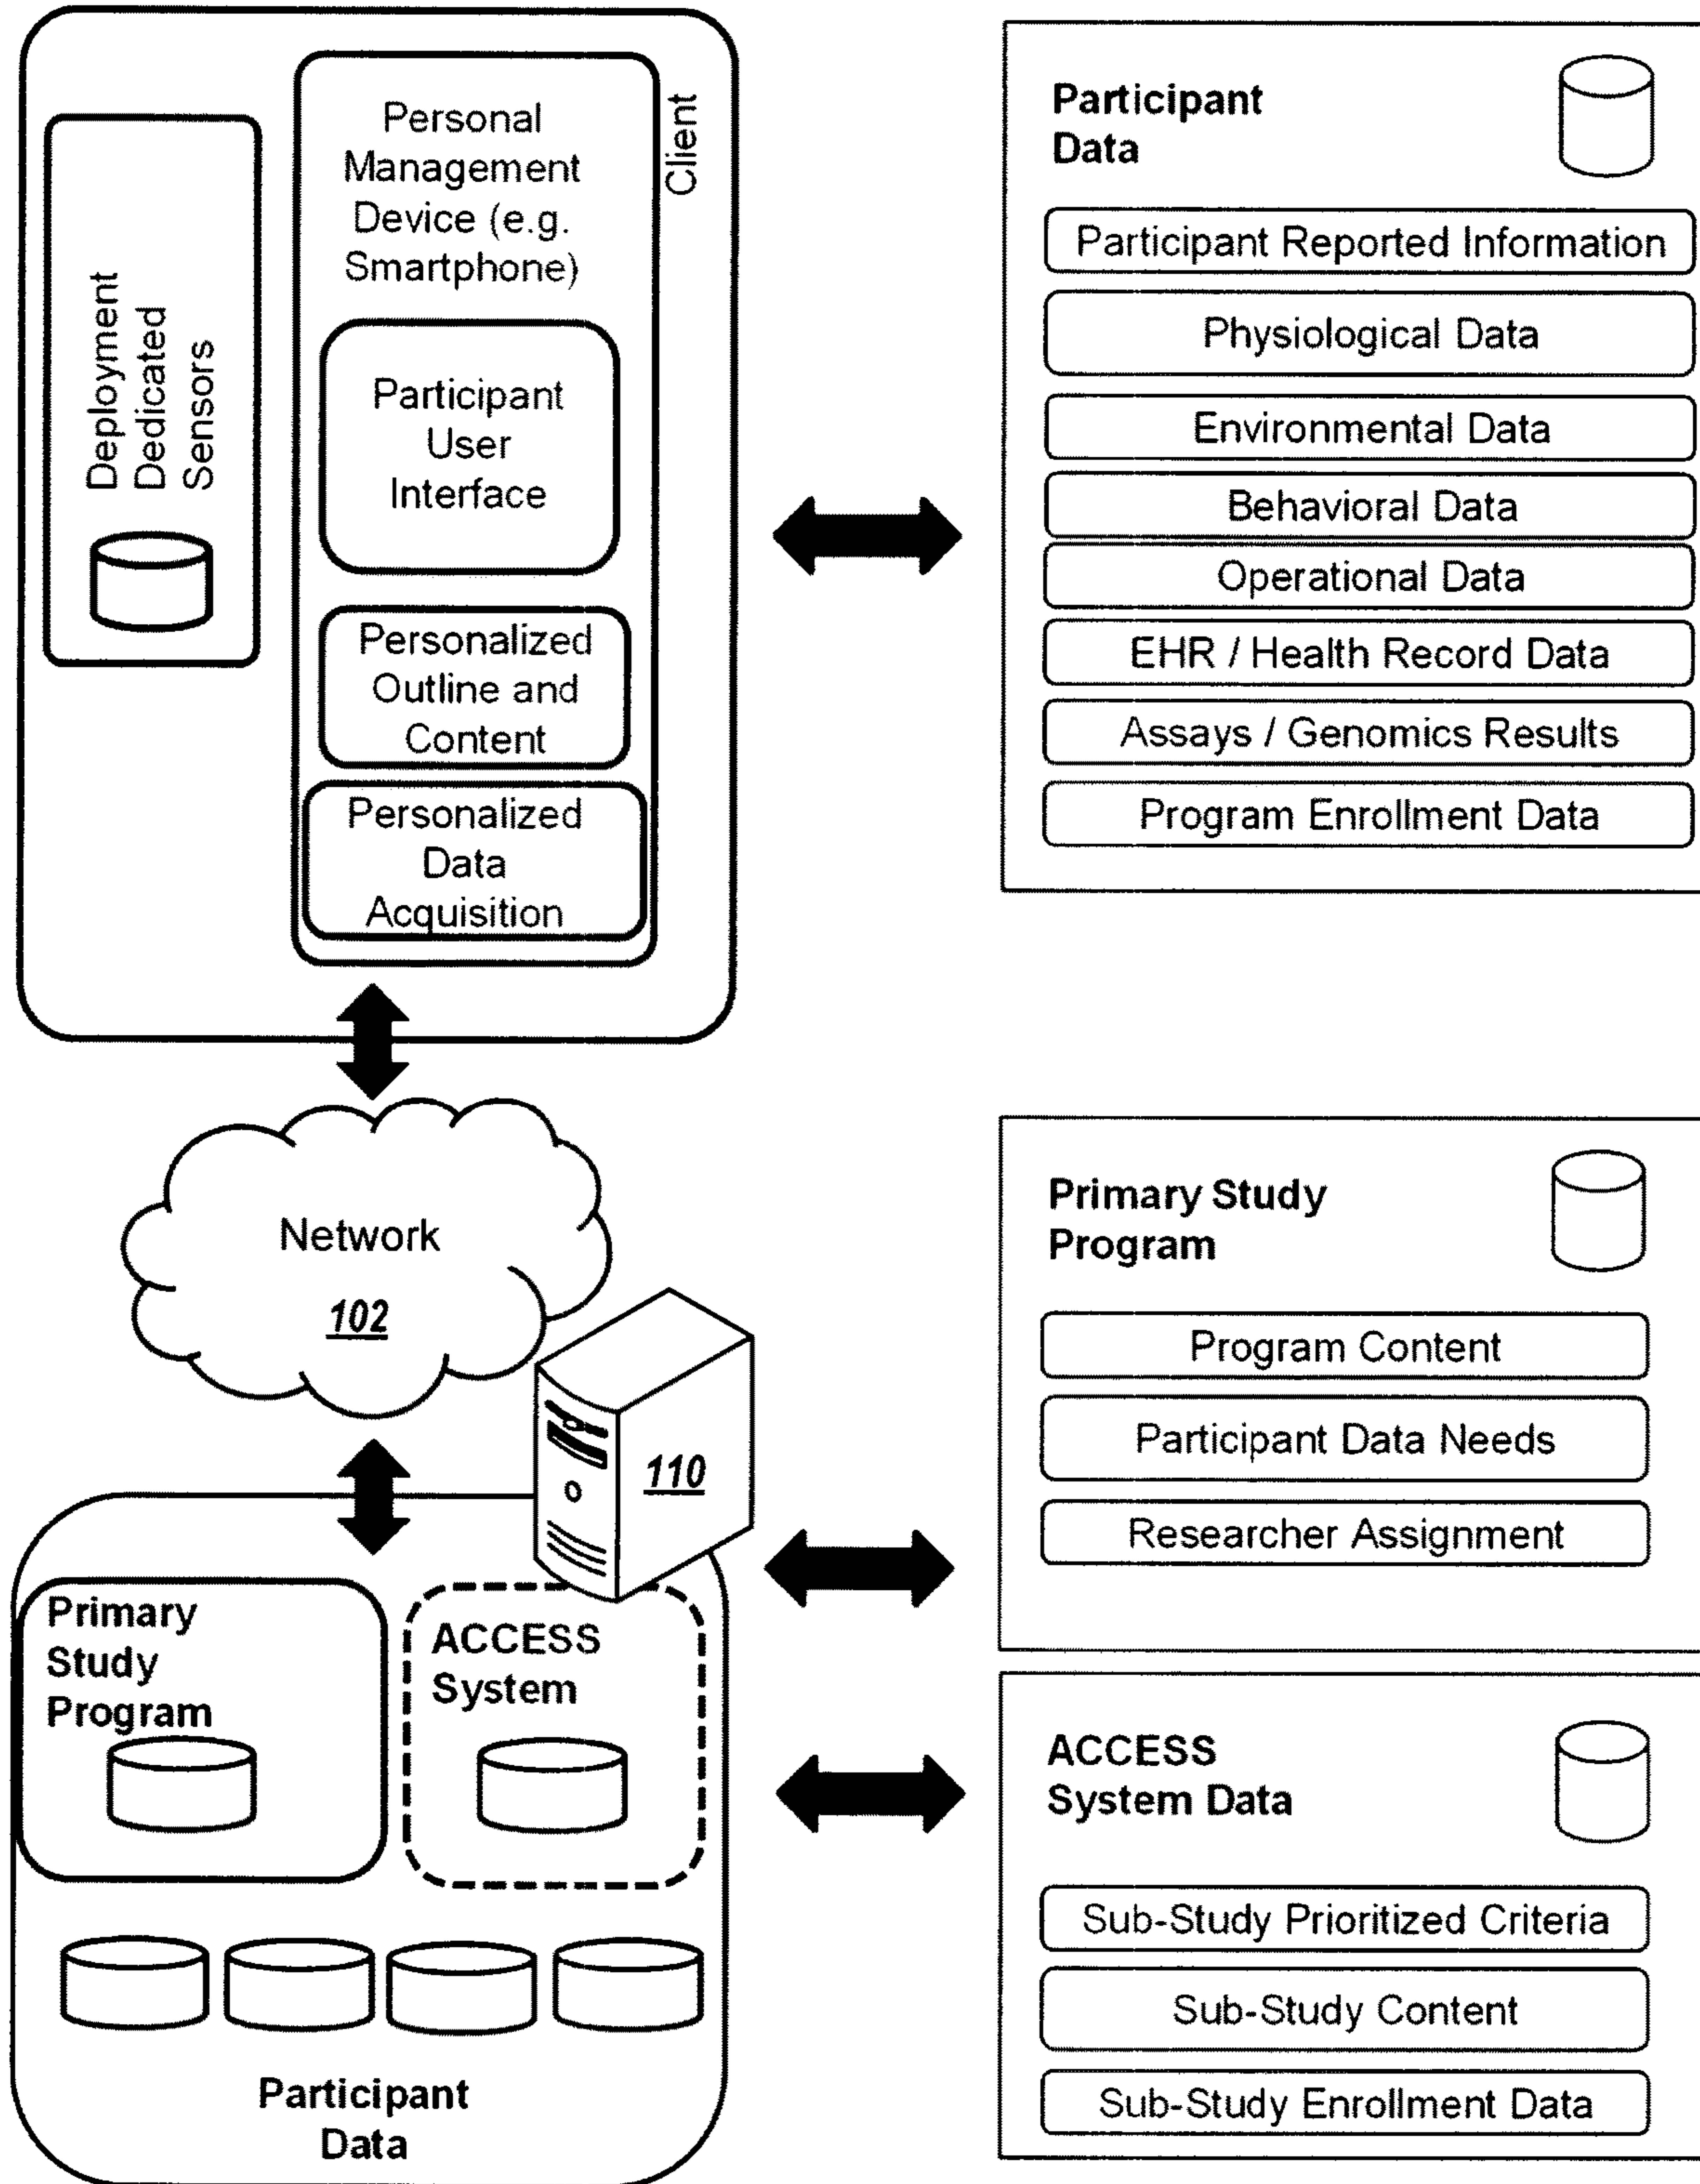 Deployment
Dedicated
Sensors
Personal
Management
Device (e.g.
Smartphone)
Client
Participant
User
Interface
Personalized
Outline and
Content
Personalized
Data
Acquisition
Participant
Data
Participant Reported Information
Physiological Data
Environmental Data
Behavioral Data
Operational Data
EHR / Health Record Data
Assays / Genomics Results
Program Enrollment Data
Network
102
110
Primary Study
Program
Program Content
Participant Data Needs
Researcher Assignment
Primary
Study
Program
ACCESS
System
Participant
Data
ACCESS
System Data
Sub-Study Prioritized Criteria
Sub-Study Content
Sub-Study Enrollment Data